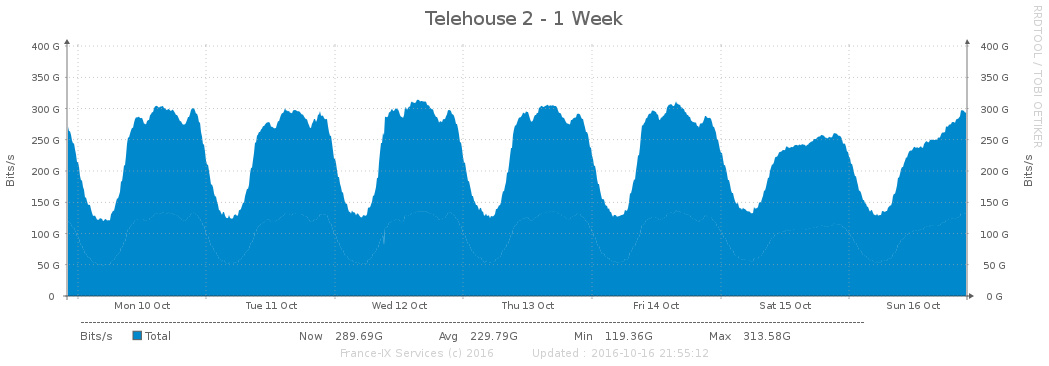 Telehouse 2 - 1 Week
RRDTOOL / TOBI OETIKER
Bits/s
400 G
350 G
300 G
250 G
200 G
150 G
100 G
50 G
0
400 G
350 G
300 G
250 G
200 G
150 G
100 G
50 G
0 G
Bits/s
Mon 10 Oct Tue 11 Oct Wed 12 Oct Thu 13 Oct Fri 14 Oct Sat 15 Oct Sun 16 Oct
Bits/s Total Now 289.69G Avg 229.79G Min 119.36G Max 313.58G
France-IX Services (c) 2016 Updated : 2016-10-16 21:55:12